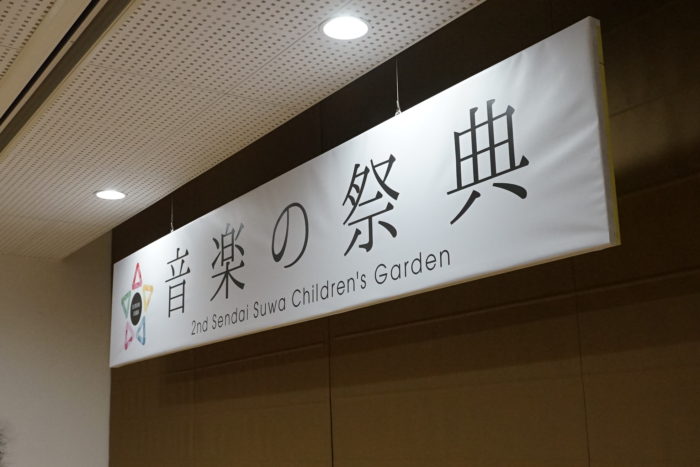 音楽の祭典
2nd Sendai Suwa Children's Garden